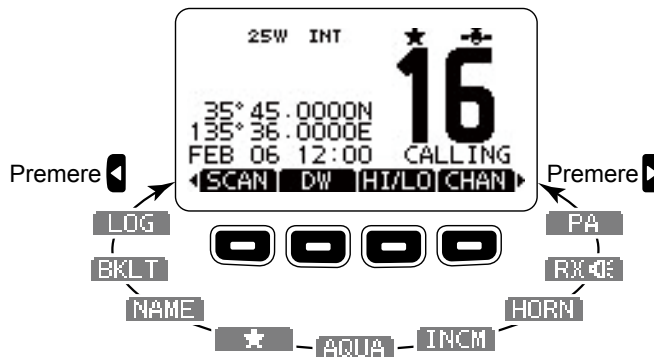 25W INT ★
16
35° 45.0000N
135° 36.0000E
FEB 06 12:00 CALLING
Premere ◀ Premere ▶
◀ SCAN DW HI/LO CHAN ▶
LOG PA
BKLT RX
NAME HORN
★ AQUA INCM